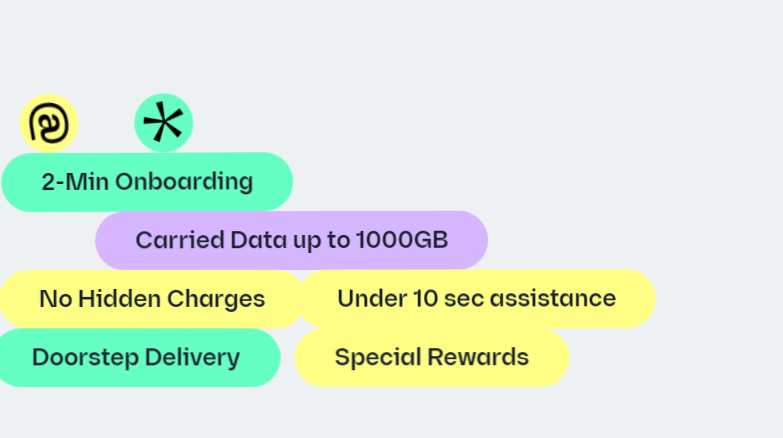 @ *
2-Min Onboarding
Carried Data up to 1000GB
No Hidden Charges
Under 10 sec assistance
Doorstep Delivery
Special Rewards